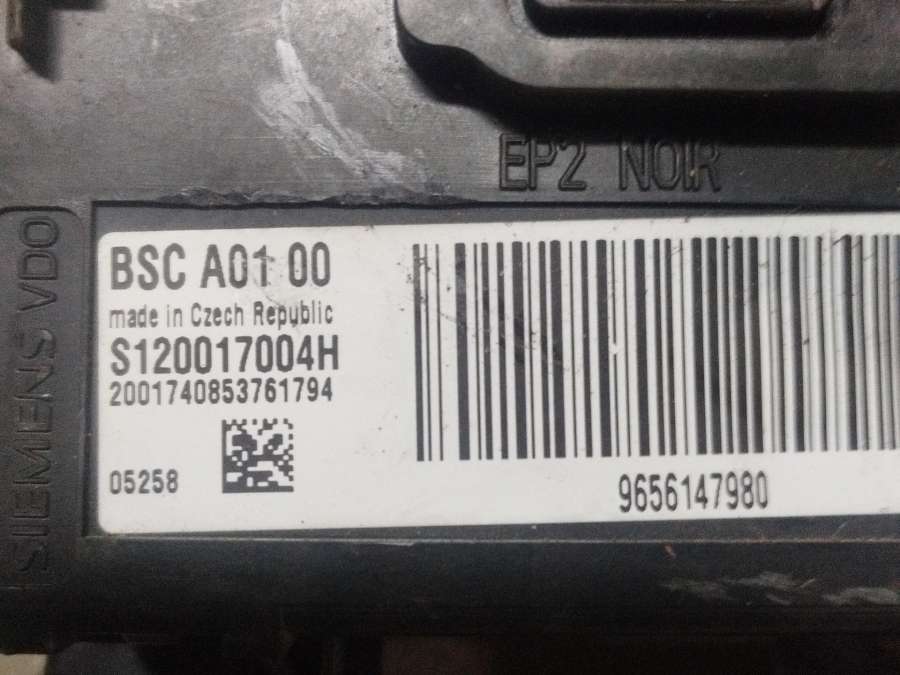 EP2 NOIR
SIEMENS VDO
BSC A01 00
made in Czech Republic
S120017004H
2001740853761794
05258
9656147980